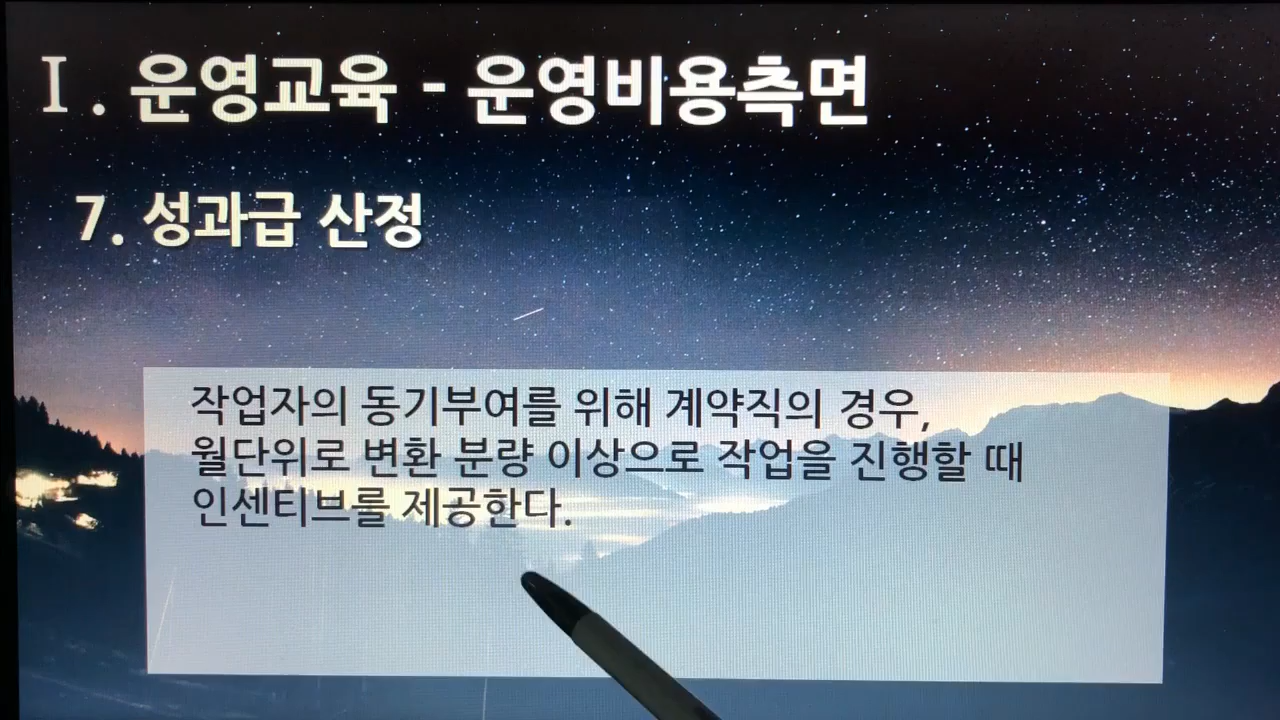 Ⅰ. 운영교육 - 운영비용측면
7. 성과급 산정
작업자의 동기부여를 위해 계약직의 경우,
월단위로 변환 분량 이상으로 작업을 진행할 때
인센티브룰 제공한다.